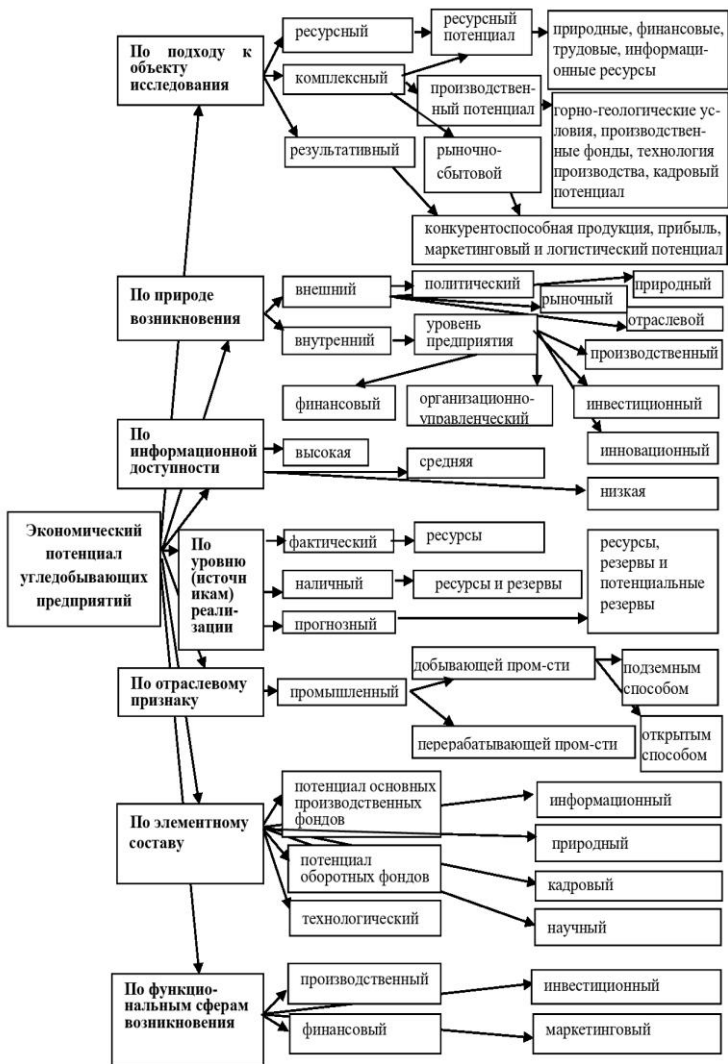 По подходу к
объекту
исследования
ресурсный
ресурсный
потенциал
природные, финансовые,
трудовые, информаци-
онные ресурсы
комплексный
производствен-
ный потенциал
горно-геологические ус-
ловия, производствен-
ные фонды, технология
производства, кадровый
потенциал
результативный
рыночно-
сбытовой
конкурентоспособная продукция, прибыль,
маркетинговый и логистический потенциал
По природе
возникновения
внешний
политический
природный
рыночный
отраслевой
внутренний
уровень
предприятия
производственный
финансовый
организационно-
управленческий
инвестиционный
инновационный
По
информационной
доступности
высокая
средняя
низкая
Экономический
потенциал
угледобывающих
предприятий
По
уровню
(источ
никам)
реали-
зации
фактический
ресурсы
ресурсы,
резервы и
потенциальные
резервы
наличный
ресурсы и резервы
прогнозный
По отраслевому
признаку
промышленный
добывающей пром-сти
подземным
способом
перерабатывающей пром-сти
открытым
способом
По элементному
составу
потенциал основных
производственных
фондов
информационный
природный
потенциал
оборотных фондов
кадровый
технологический
научный
По функцио-
нальным сферам
возникновения
производственный
инвестиционный
финансовый
маркетинговый